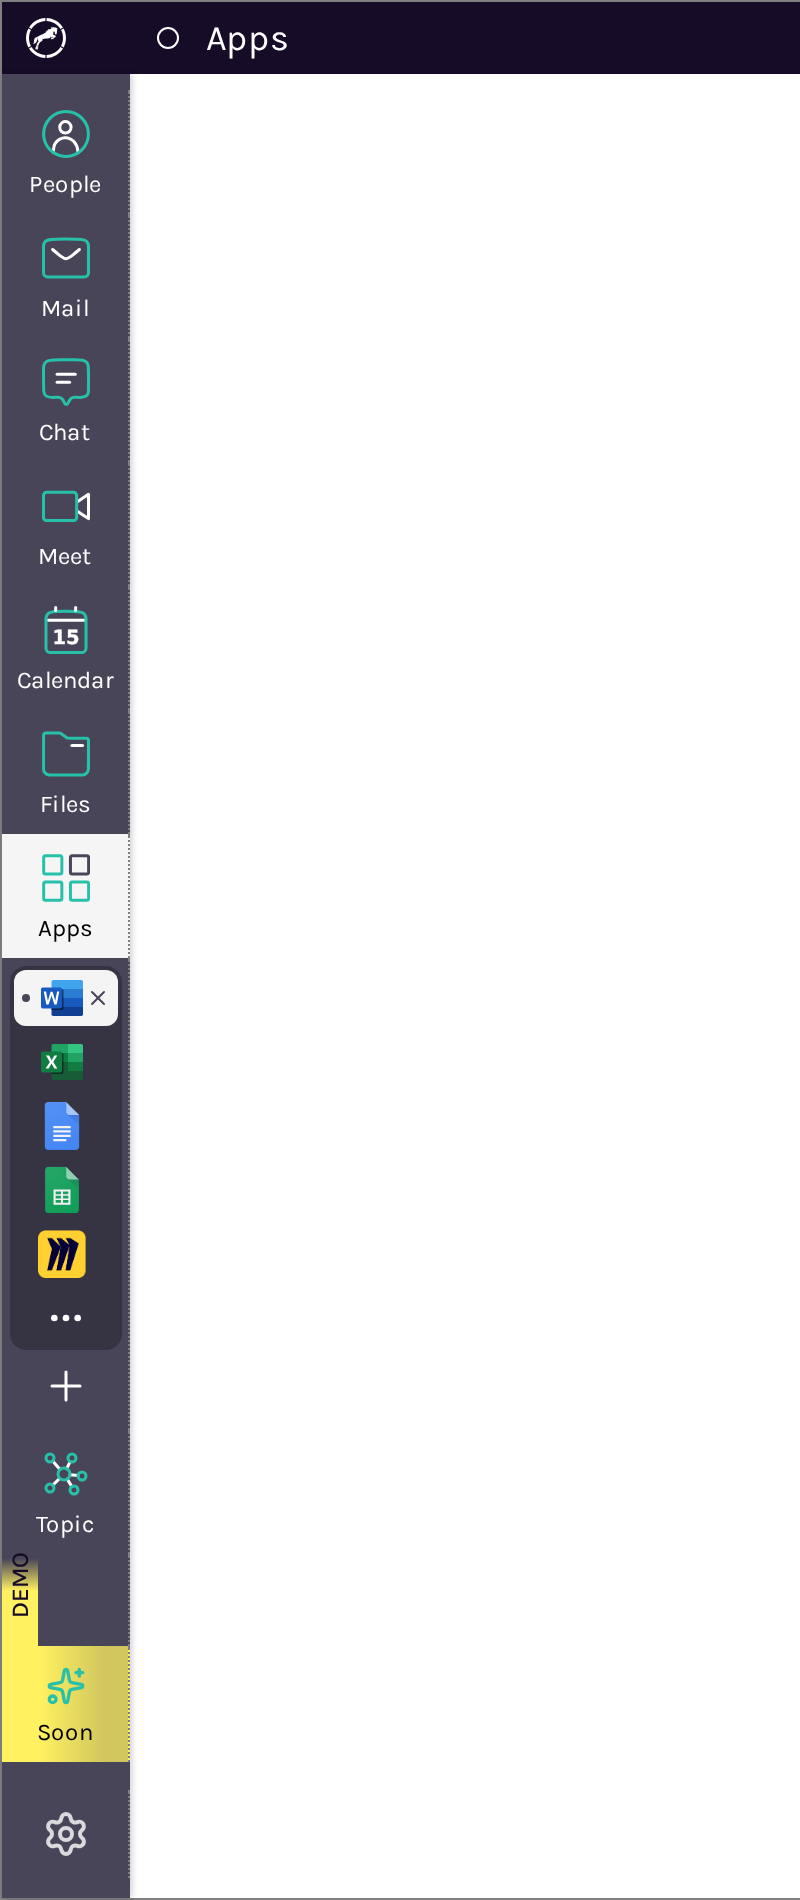 Apps
People
Mail
Chat
Meet
15
Calendar
Files
Apps
W
X
Topic
DEMO
Soon